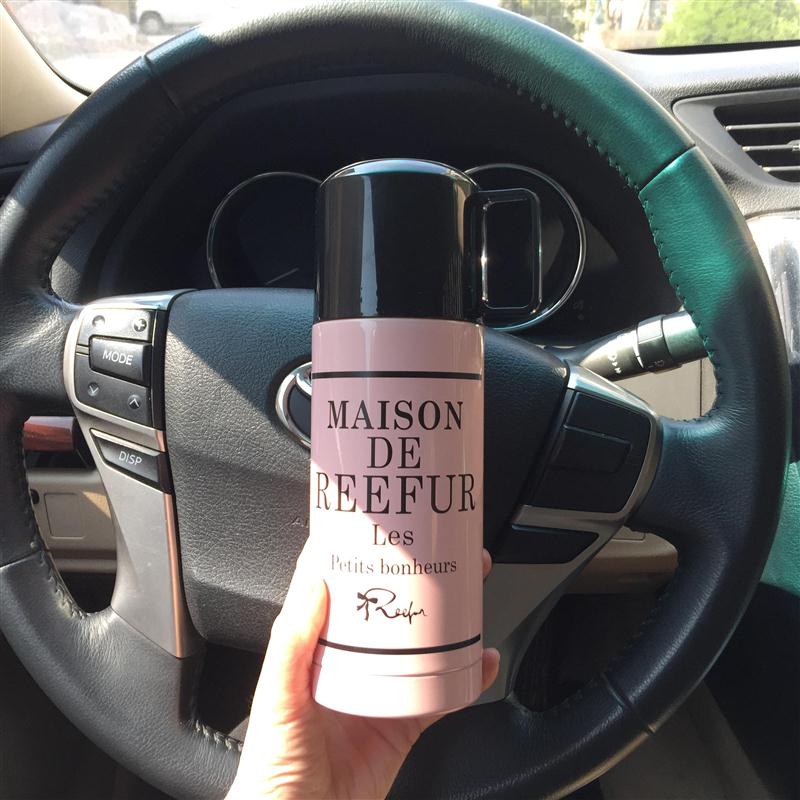 MODE
DISP
MAISON
DE
REEFUR
Les
Petits bonheurs
Reefur